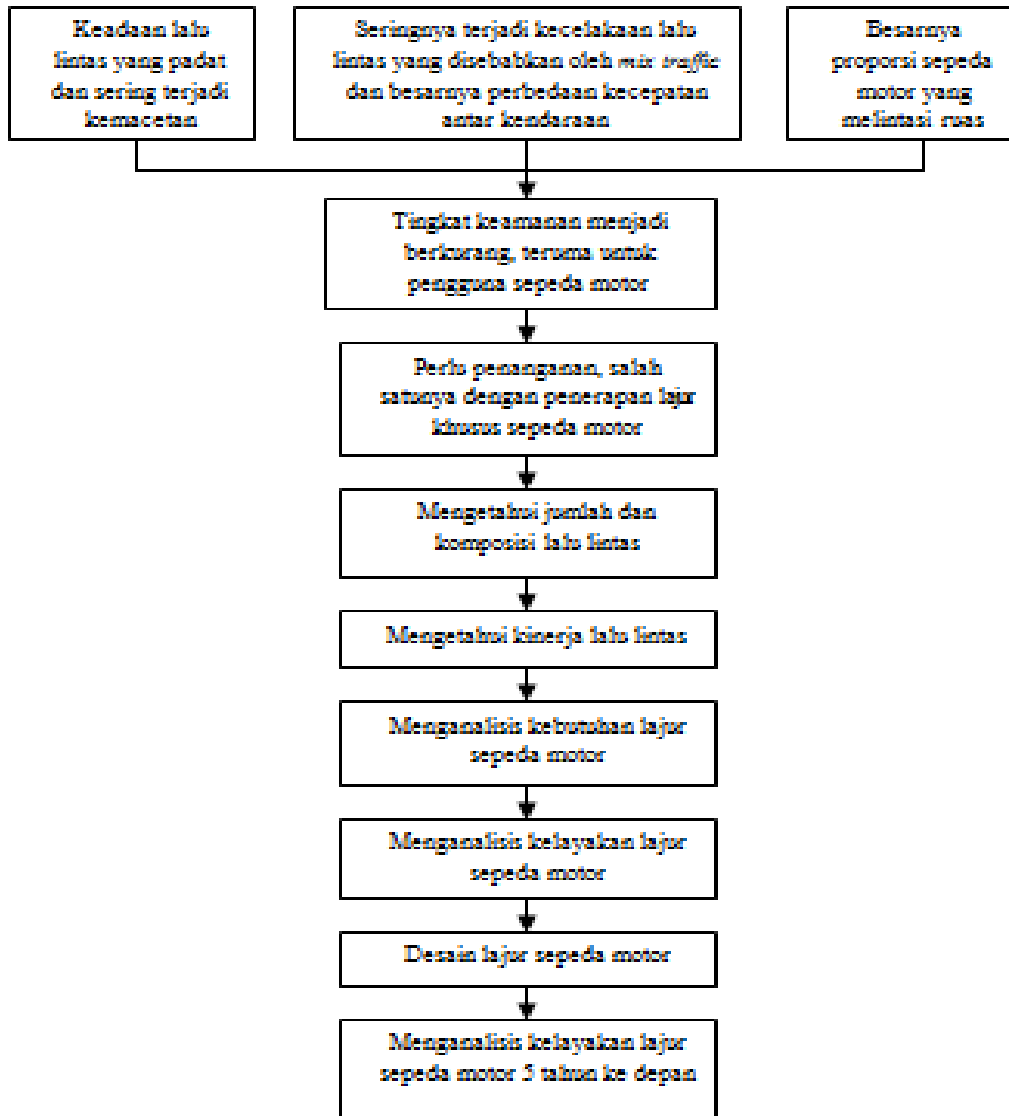 Keadaan lalu
lintas yang padat
dan sering terjadi
kemacetan
Seringnya terjadi kecelakaan lalu
lintas yang disebabkan oleh mix traffic
dan besarnya perbedaan kecepatan
antar kendaraan
Besarnya
proporsi sepeda
motor yang
melintasi ruas
Tingkat keamanan menjadi
berkurang, teruma untuk
pengguna sepeda motor
Perlu penanganan, salah
satunya dengan penerapan lajur
khusus sepeda motor
Mengetahui jumlah dan
komposisi lalu lintas
Mengetahui kinerja lalu lintas
Menganalisis kebutuhan lajur
sepeda motor
Menganalisis kelayakan lajur
sepeda motor
Desain lajur sepeda motor
Menganalisis kelayakan lajur
sepeda motor 5 tahun ke depan